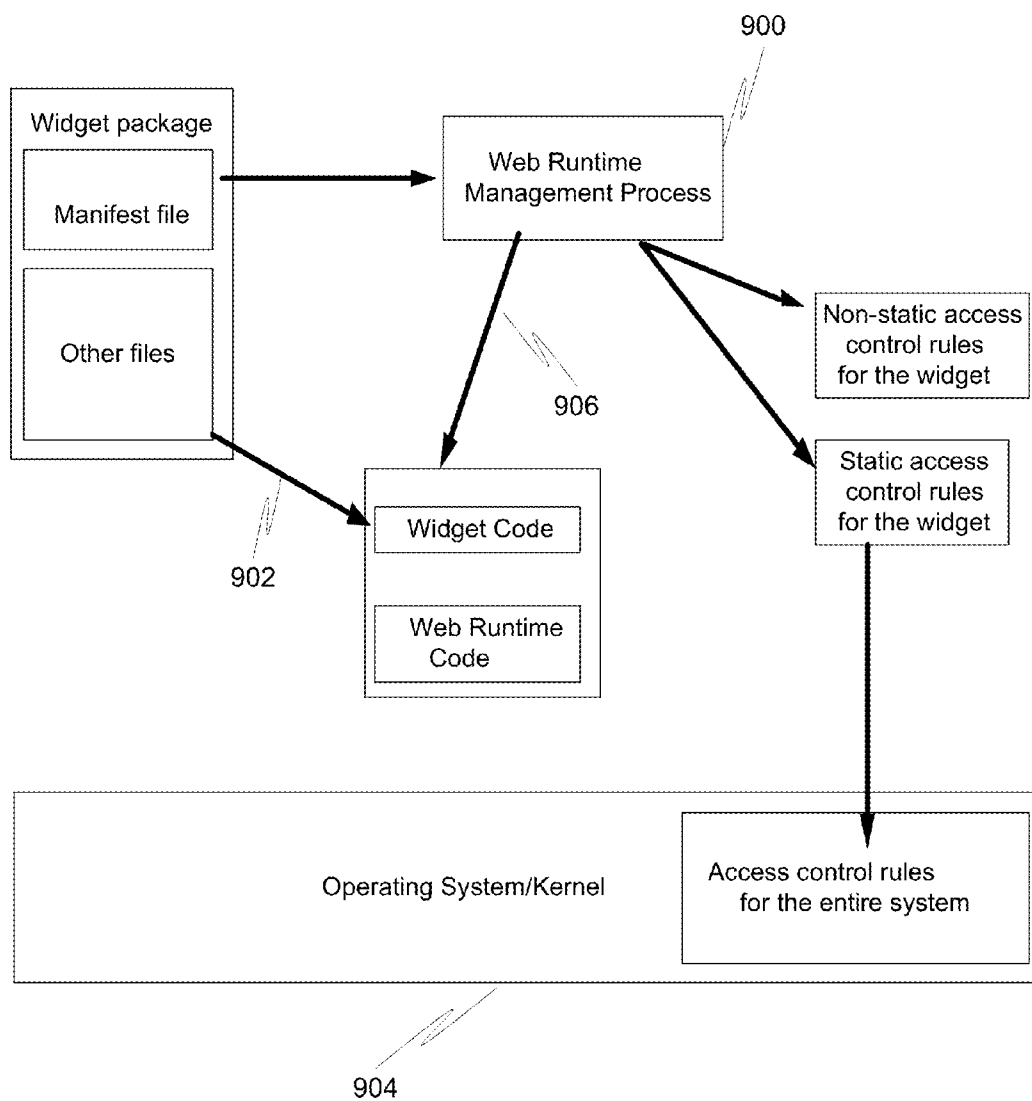 900
Widget package
Manifest file
Other files
Web Runtime
Management Process
Non-static access
control rules
for the widget
906
Static access
control rules
for the widget
902
Widget Code
Web Runtime
Code
Operating System/Kernel
Access control rules
for the entire system
904